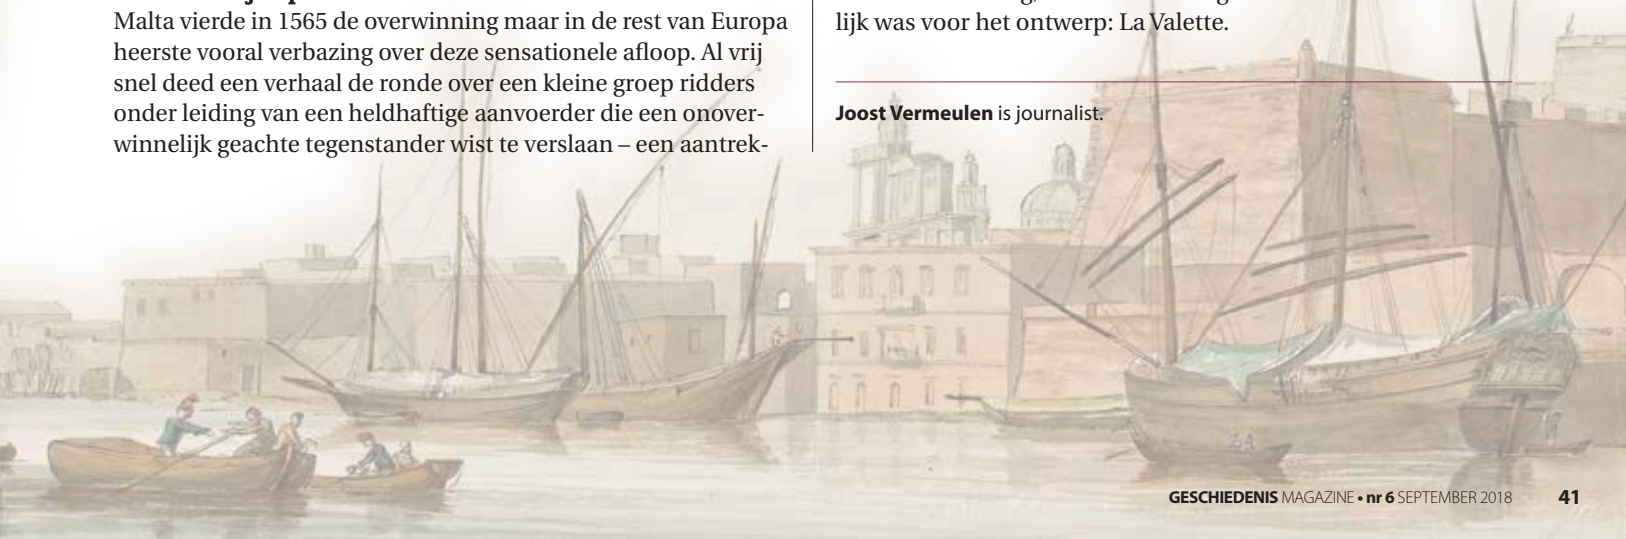 Malta vierde in 1565 de overwinning maar in de rest van Europa
heerste vooral verbazing over deze sensationele afloop. Al vrij
snel deed een verhaal de ronde over een kleine groep ridders
onder leiding van een heldhaftige aanvoerder die een onover-
winnelijk geachte tegenstander wist te verslaan – een aantrek-
lijk was voor het ontwerp: La Valette.
Joost Vermeulen is journalist.
GESCHIEDENIS MAGAZINE • nr 6 SEPTEMBER 2018 41